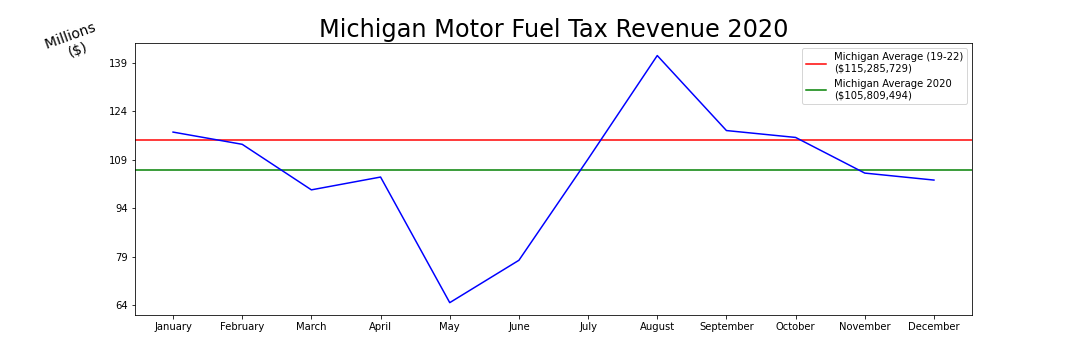 Michigan Motor Fuel Tax Revenue 2020
Millions
($)
139
124
109
94
79
64
Michigan Average (19-22)
($115,285,729)
Michigan Average 2020
($105,809,494)
January February March April May June July August September October November December